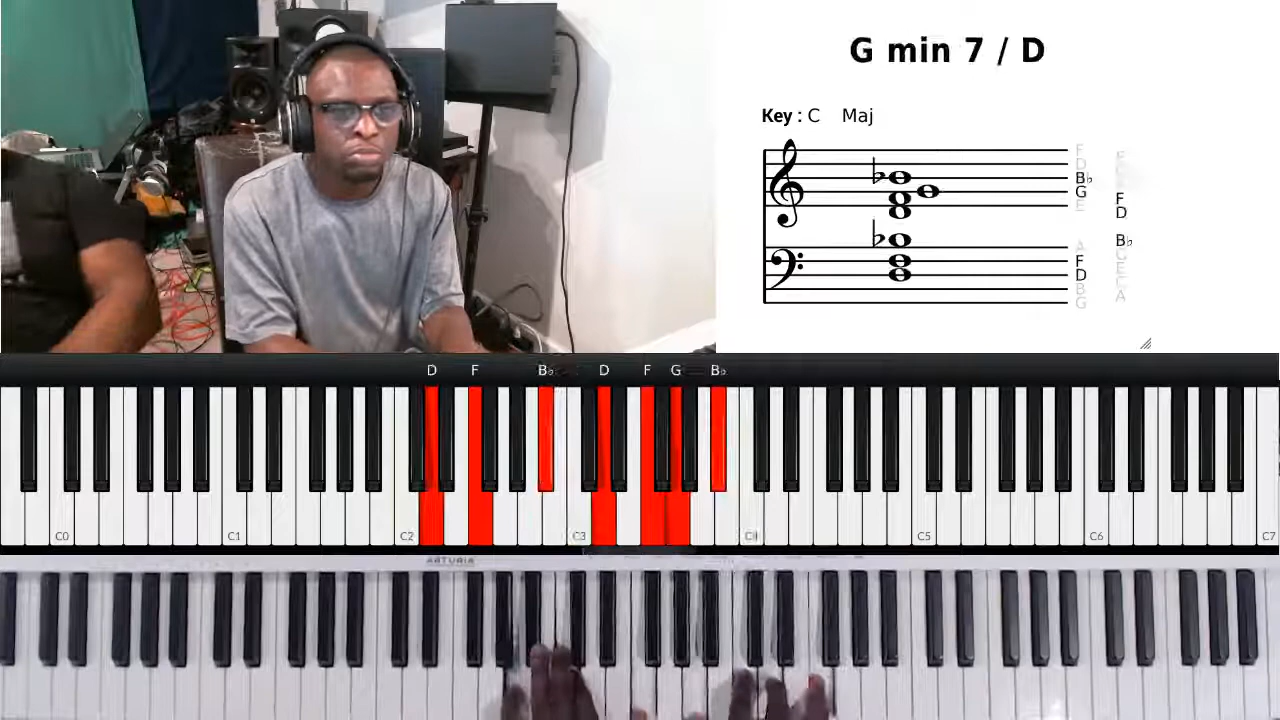 G min 7 / D
Key : C Maj
F
D
B♭
G
E
A
F
D
B
G
F
F
D
B♭
G
E
C
A
D F B♭ D F G B♭
C0 C1 C2 C3 C4 C5 C6 C7
ARTURIA